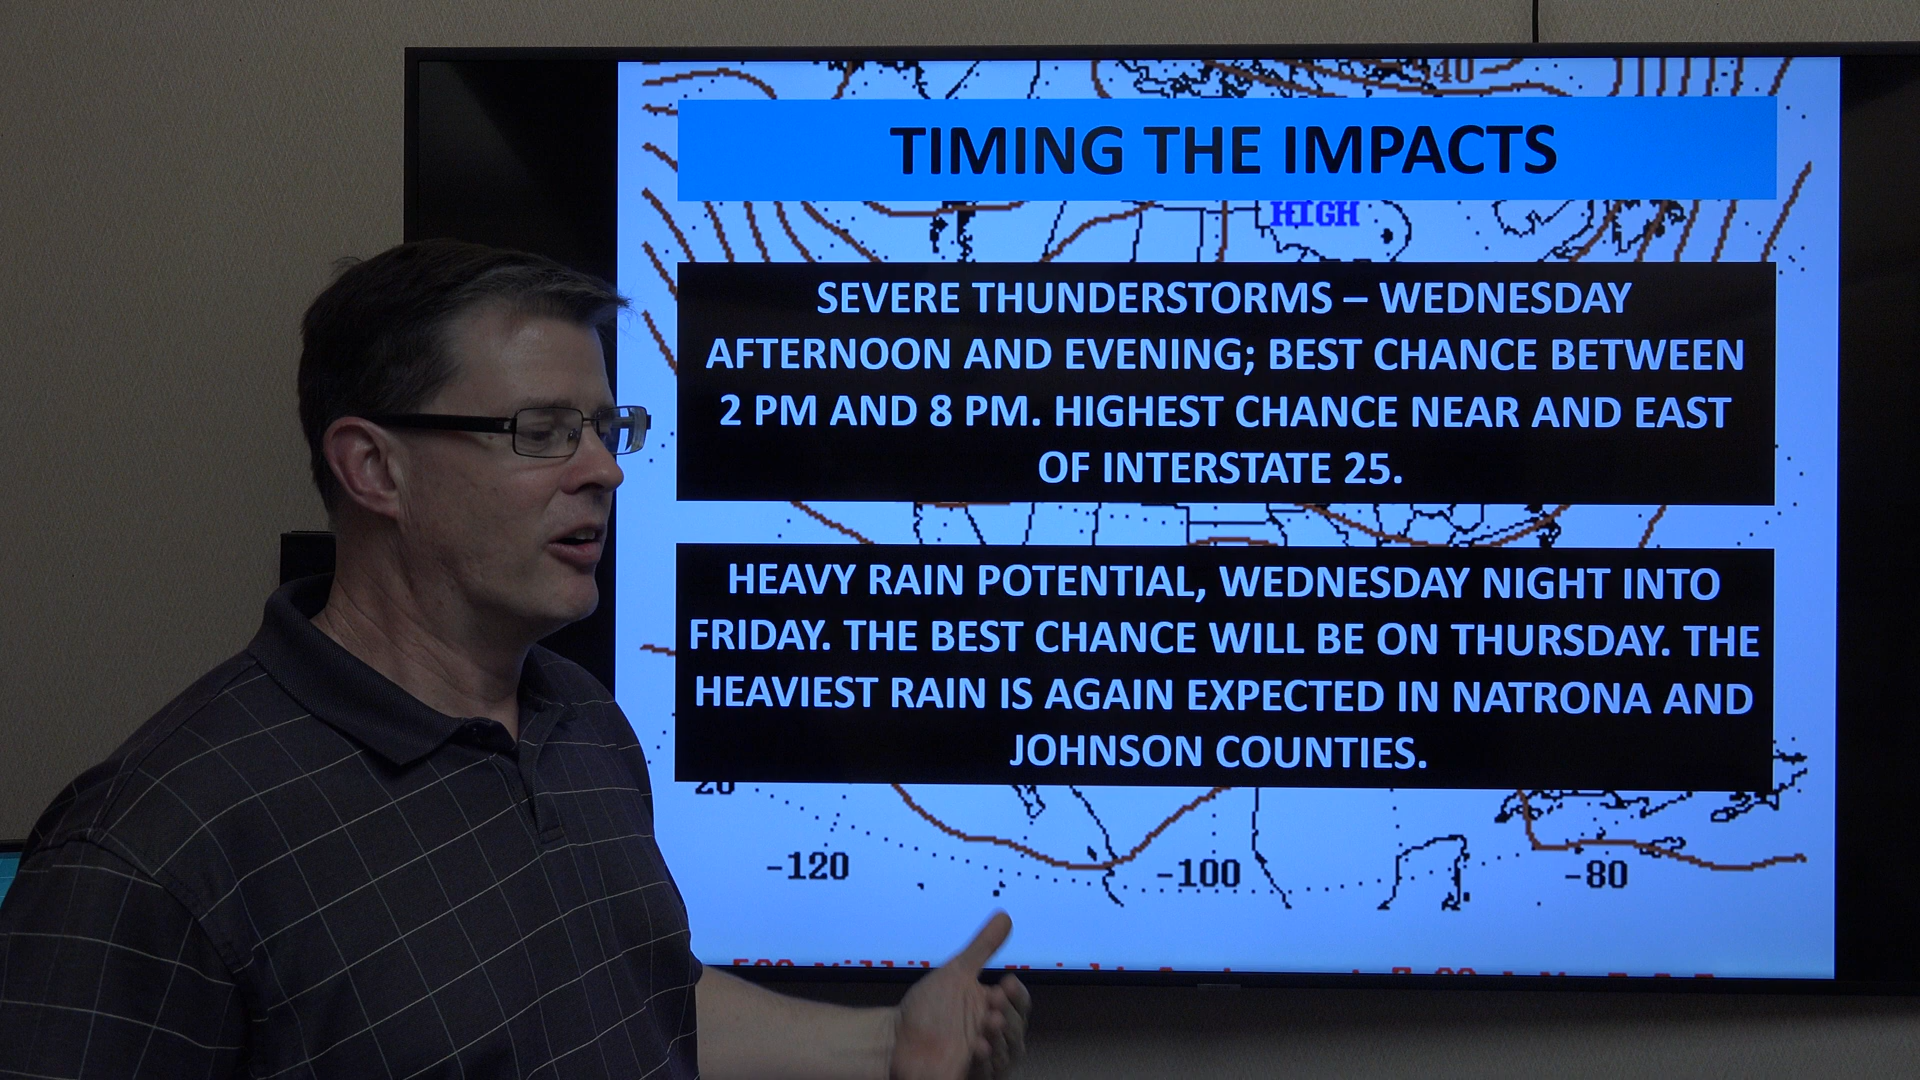 40
TIMING THE IMPACTS
HIGH
SEVERE THUNDERSTORMS – WEDNESDAY
AFTERNOON AND EVENING; BEST CHANCE BETWEEN
2 PM AND 8 PM. HIGHEST CHANCE NEAR AND EAST
OF INTERSTATE 25.
HEAVY RAIN POTENTIAL, WEDNESDAY NIGHT INTO
FRIDAY. THE BEST CHANCE WILL BE ON THURSDAY. THE
HEAVIEST RAIN IS AGAIN EXPECTED IN NATRONA AND
JOHNSON COUNTIES.
20
-120 -100 -80